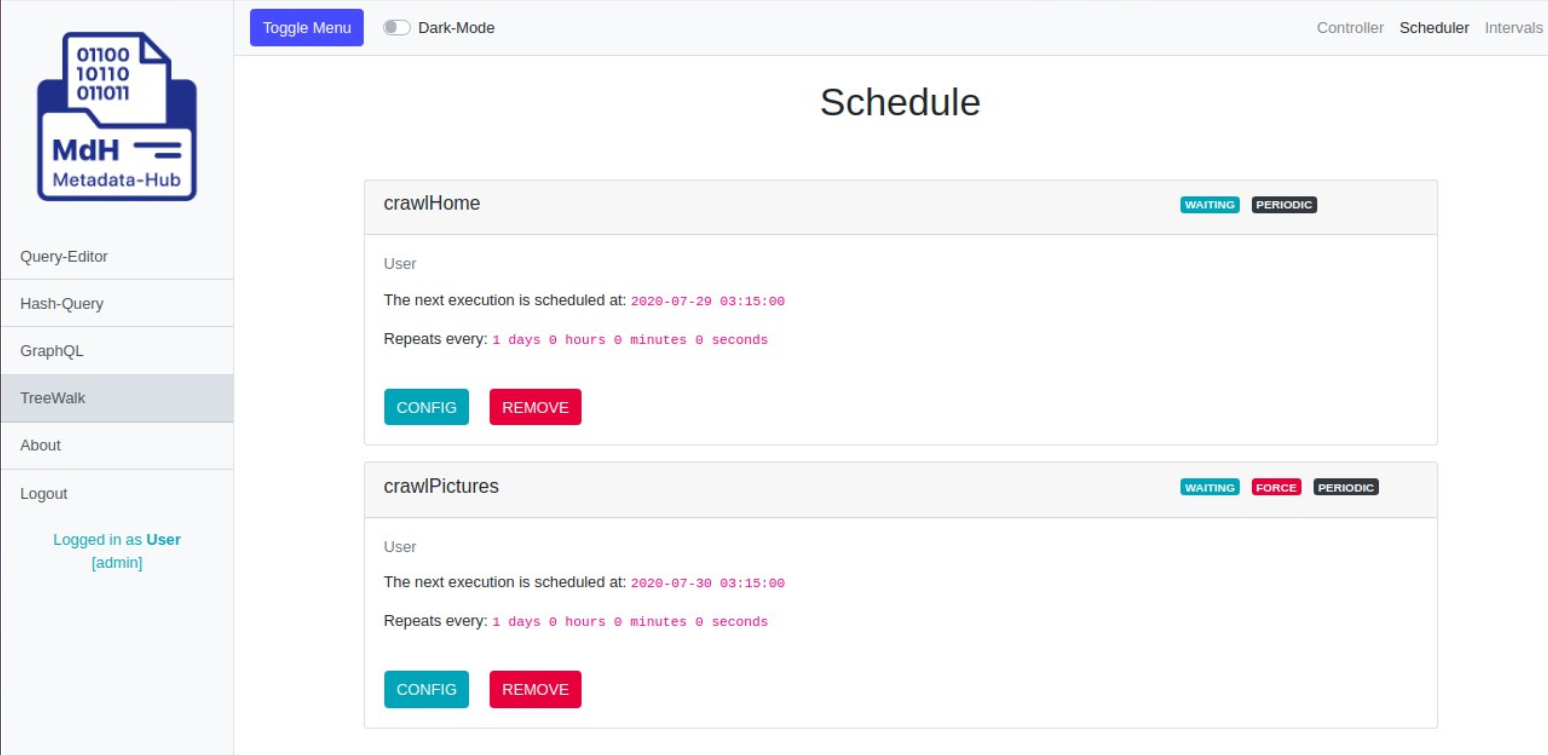 01100
10110
011011
MdH
Metadata-Hub
Query-Editor
Hash-Query
GraphQL
TreeWalk
About
Logout
Logged in as User
[admin]
Toggle Menu Dark-Mode Controller Scheduler Intervals
Schedule
crawlHome WAITING PERIODIC
User
The next execution is scheduled at: 2020-07-29 03:15:00
Repeats every: 1 days 0 hours 0 minutes 0 seconds
CONFIG REMOVE
crawlPictures WAITING FORCE PERIODIC
User
The next execution is scheduled at: 2020-07-30 03:15:00
Repeats every: 1 days 0 hours 0 minutes 0 seconds
CONFIG REMOVE